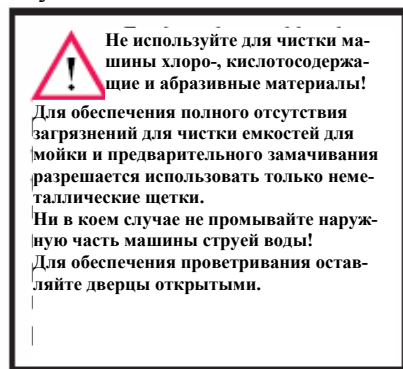 Не используйте для чистки ма-
шины хлоро-, кислотосодержа-
щие и абразивные материалы!
Для обеспечения полного отсутствия
загрязнений для чистки емкостей для
мойки и предварительного замачивания
разрешается использовать только неме-
таллические щетки.
Ни в коем случае не промывайте наруж-
ную часть машины струей воды!
Для обеспечения проветривания остав-
ляйте дверцы открытыми.